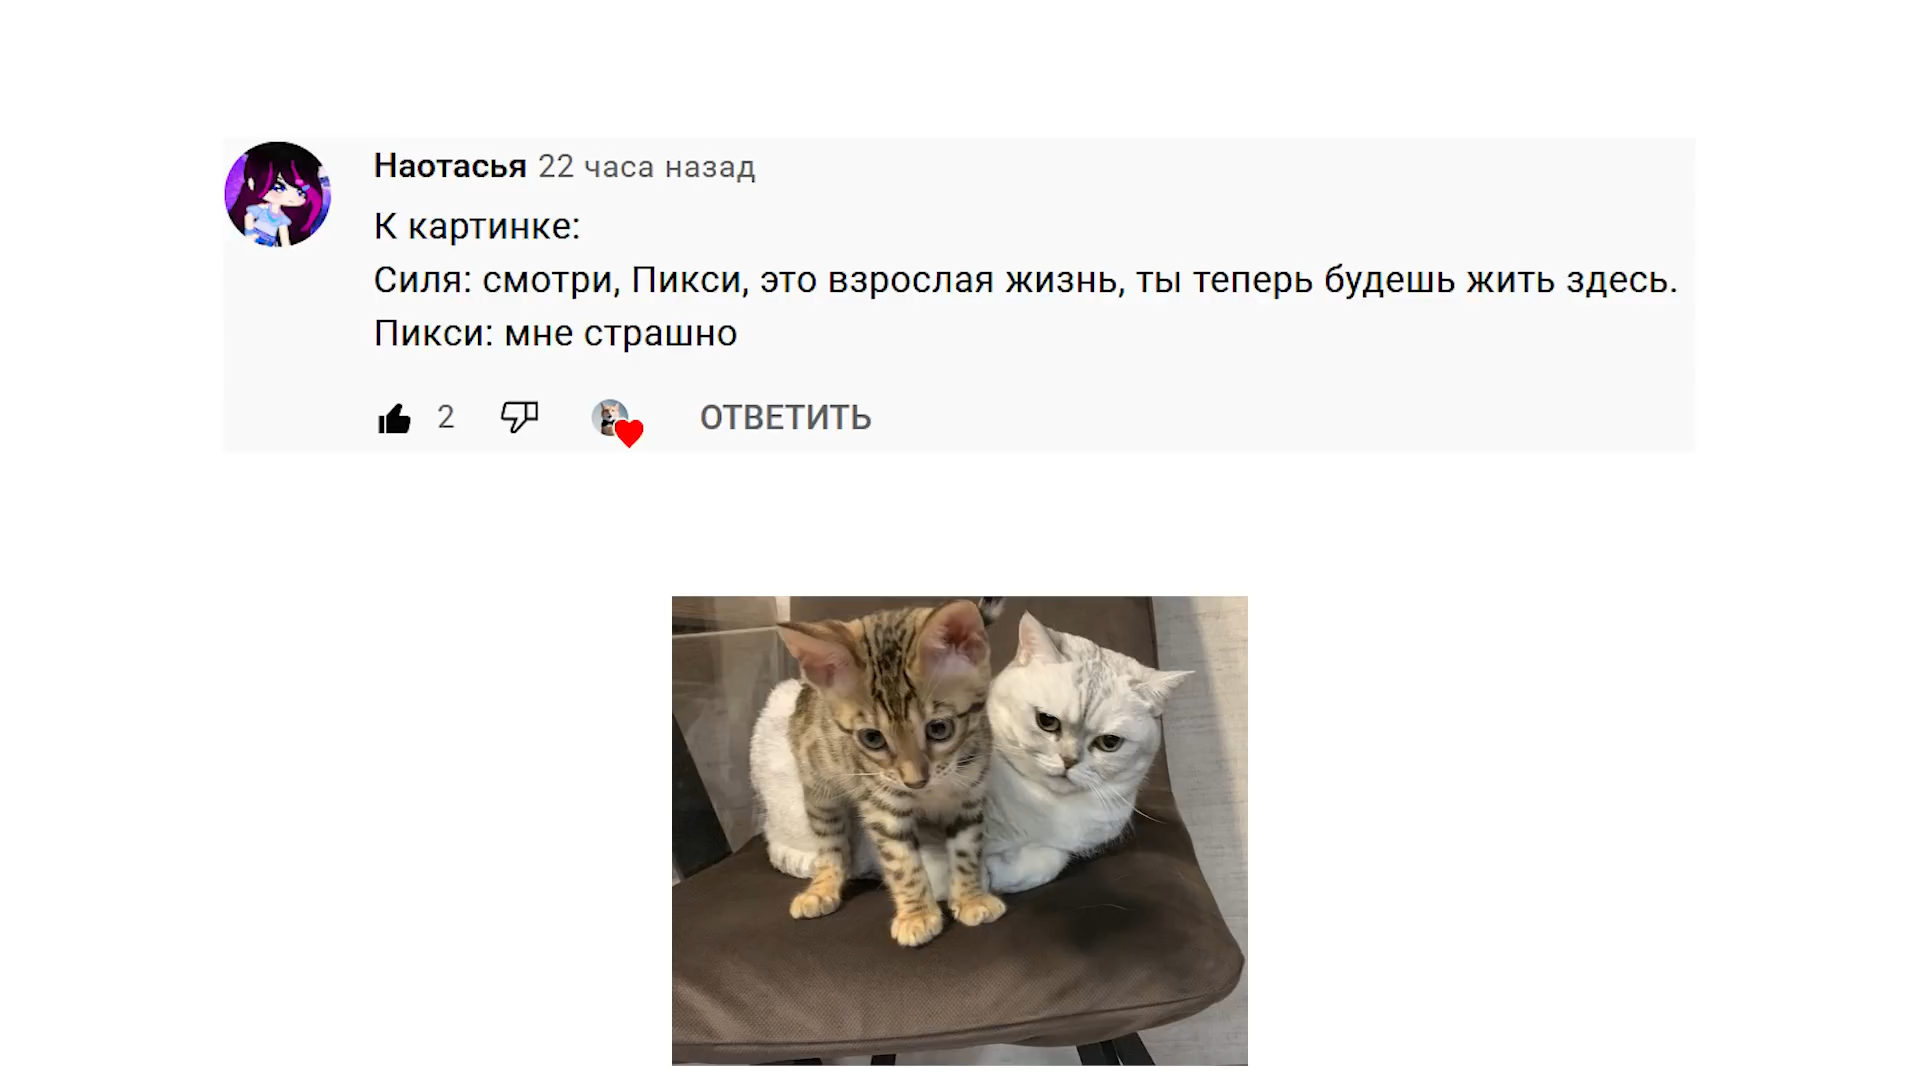 Наотасья 22 часа назад
К картинке:
Силя: смотри, Пикси, это взрослая жизнь, ты теперь будешь жить здесь.
Пикси: мне страшно
2 ОТВЕТИТЬ